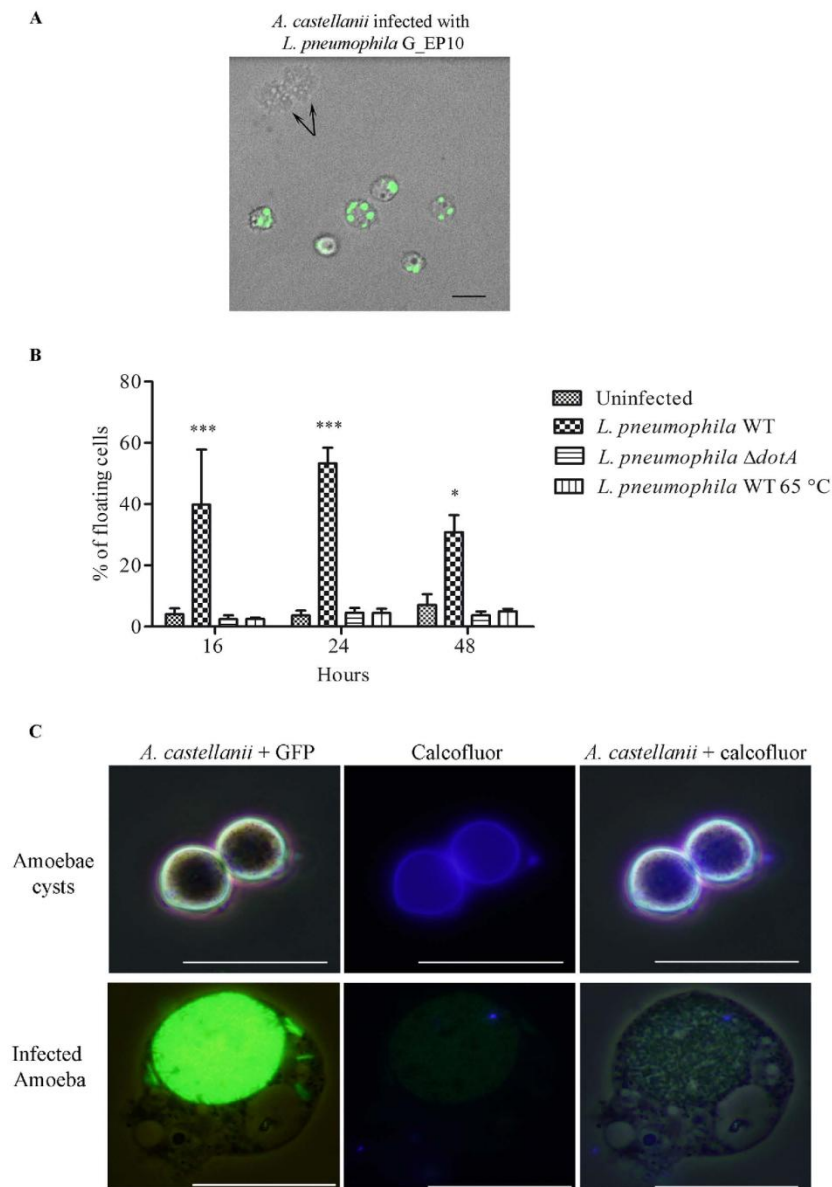 A
A. castellanii infected with
L. pneumophila G_EP10
B
80
60
40
20
0
% of floating cells
***
***
*
16
24
48
Hours
Uninfected
L. pneumophila WT
L. pneumophila ΔdotA
L. pneumophila WT 65 °C
C
A. castellanii + GFP
Calcofluor
A. castellanii + calcofluor
Amoebae
cysts
Infected
Amoeba